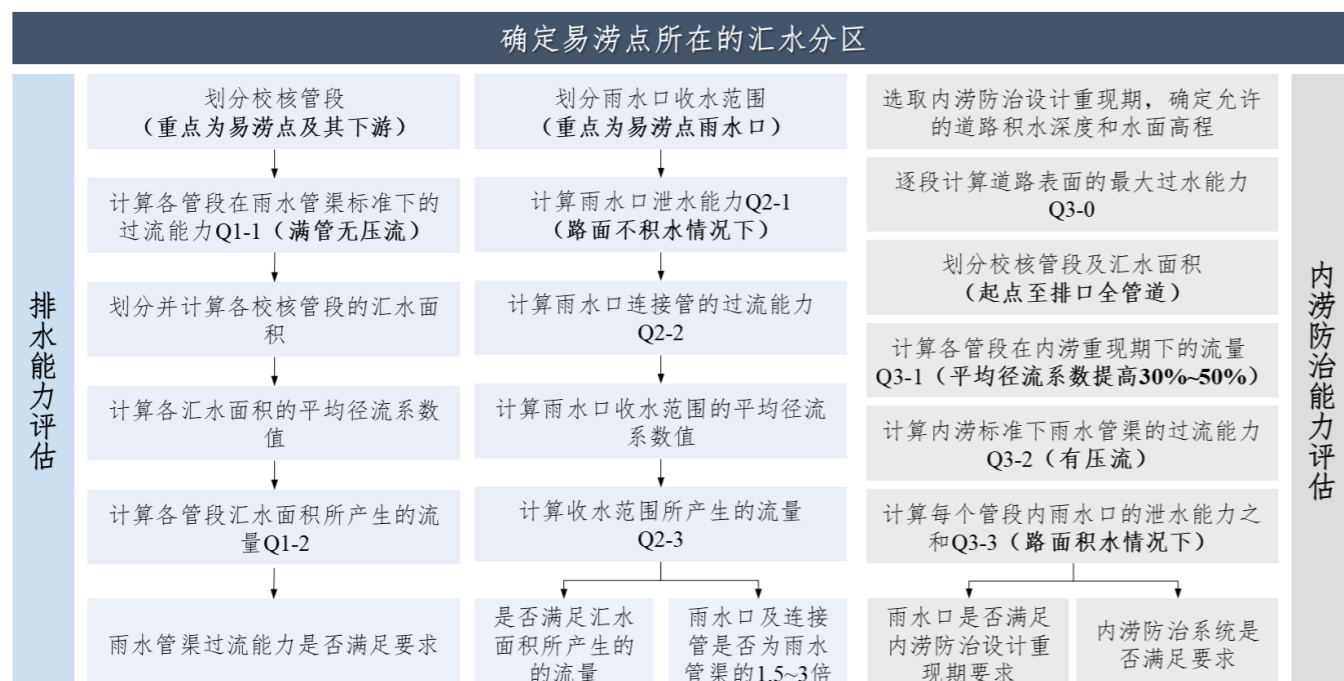 确定易涝点所在的汇水分区
排水能力评估
划分校核管段
（重点为易涝点及其下游）
计算各管段在雨水管渠标准下的
过流能力Q1-1（满管无压流）
划分并计算各校核管段的汇水面
积
计算各汇水面积的平均径流系数
值
计算各管段汇水面积所产生的流
量Q1-2
雨水管渠过流能力是否满足要求
划分雨水口收水范围
（重点为易涝点雨水口）
计算雨水口泄水能力Q2-1
（路面不积水情况下）
计算雨水口连接管的过流能力
Q2-2
计算雨水口收水范围的平均径流
系数值
计算收水范围所产生的流量
Q2-3
是否满足汇水
面积所产生的
的流量
雨水口及连接
管是否为雨水
管渠的1.5~3倍
选取内涝防治设计重现期，确定允许
的道路积水深度和水面高程
逐段计算道路表面的最大过水能力
Q3-0
划分校核管段及汇水面积
（起点至排口全管道）
计算各管段在内涝重现期下的流量
Q3-1（平均径流系数提高30%~50%）
计算内涝标准下雨水管渠的过流能力
Q3-2（有压流）
计算每个管段内雨水口的泄水能力之
和Q3-3（路面积水情况下）
雨水口是否满足
内涝防治设计重
现期要求
内涝防治系统是
否满足要求
内涝防治能力评估